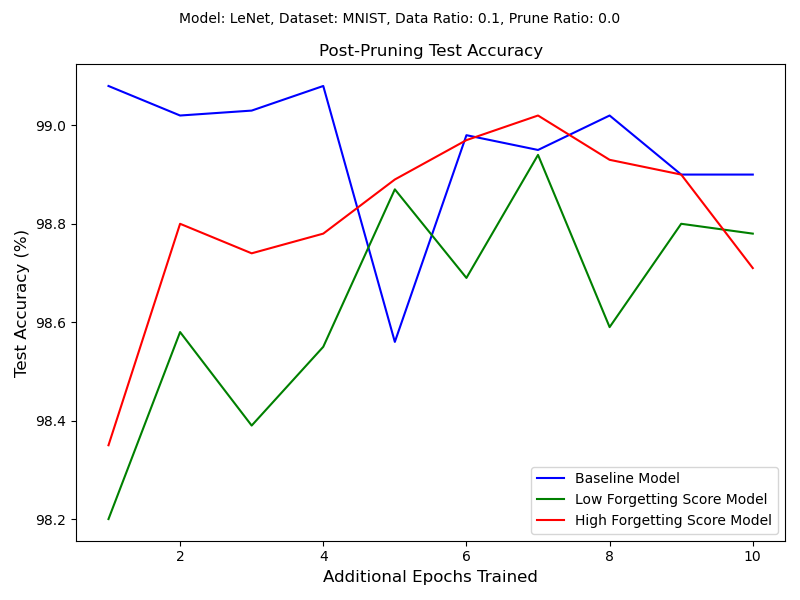 Model: LeNet, Dataset: MNIST, Data Ratio: 0.1, Prune Ratio: 0.0
Post-Pruning Test Accuracy
Test Accuracy (%)
99.0
98.8
98.6
98.4
98.2
Baseline Model
Low Forgetting Score Model
High Forgetting Score Model
2
4
6
8
10
Additional Epochs Trained